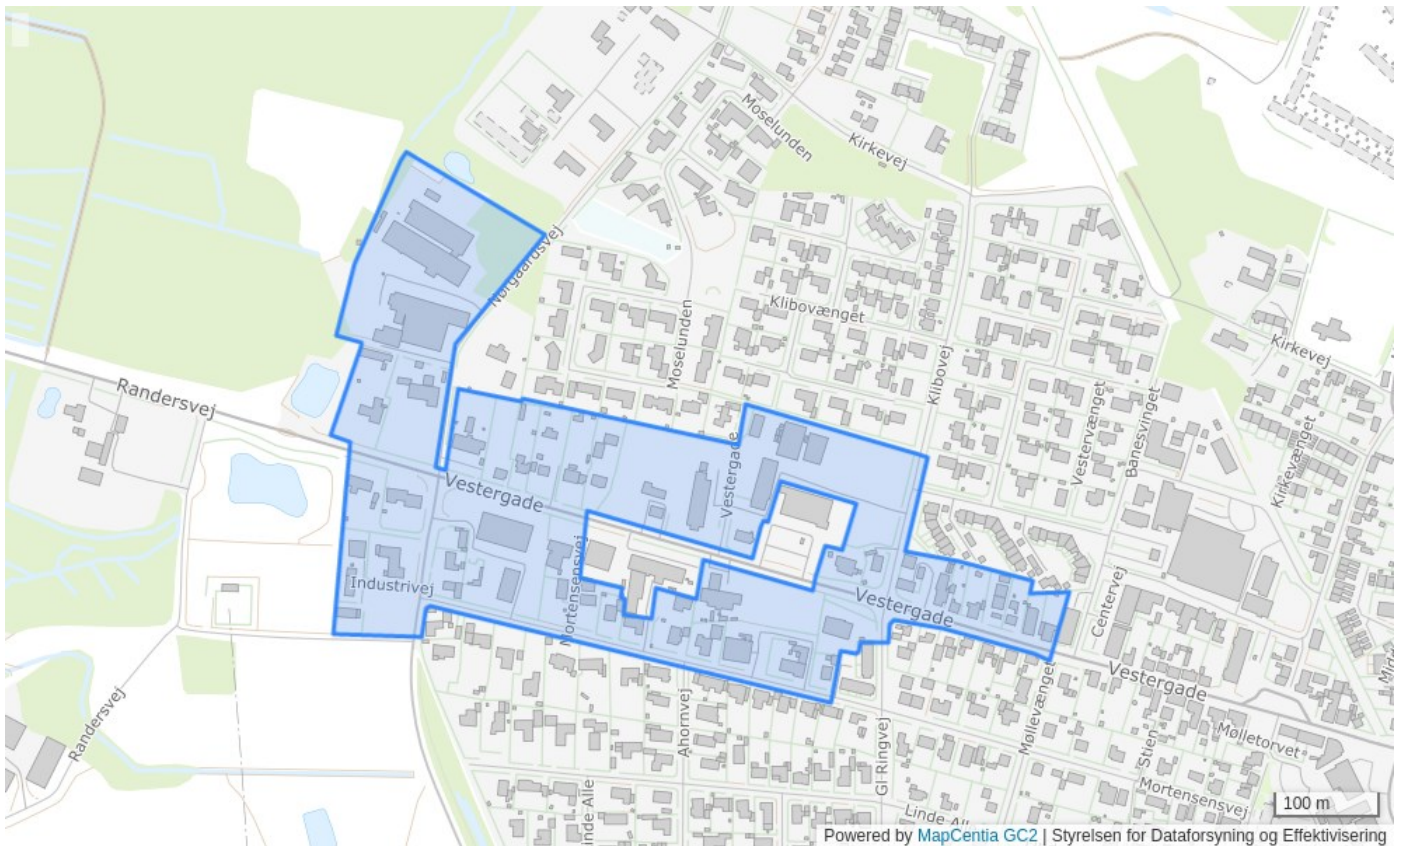 Moselunden
Kirkevej
Nørgaardsvej
Klibovænget
Moselunden
Klibovej
Kirkevej
Randersvej
Vestervænget
Banesvinget
Kirkevænget
Vestergade
Vestergade
Mortensensvej
Industrivej
Vestergade
Centervej
Vestergade
Randersvej
Ahornvej
Gl Ringvej
Møllevænget
Stien
Mølletorvet
Mortensensvej
Linde Alle
100 m
Powered by MapCentia GC2 | Styrelsen for Dataforsyning og Effektivisering